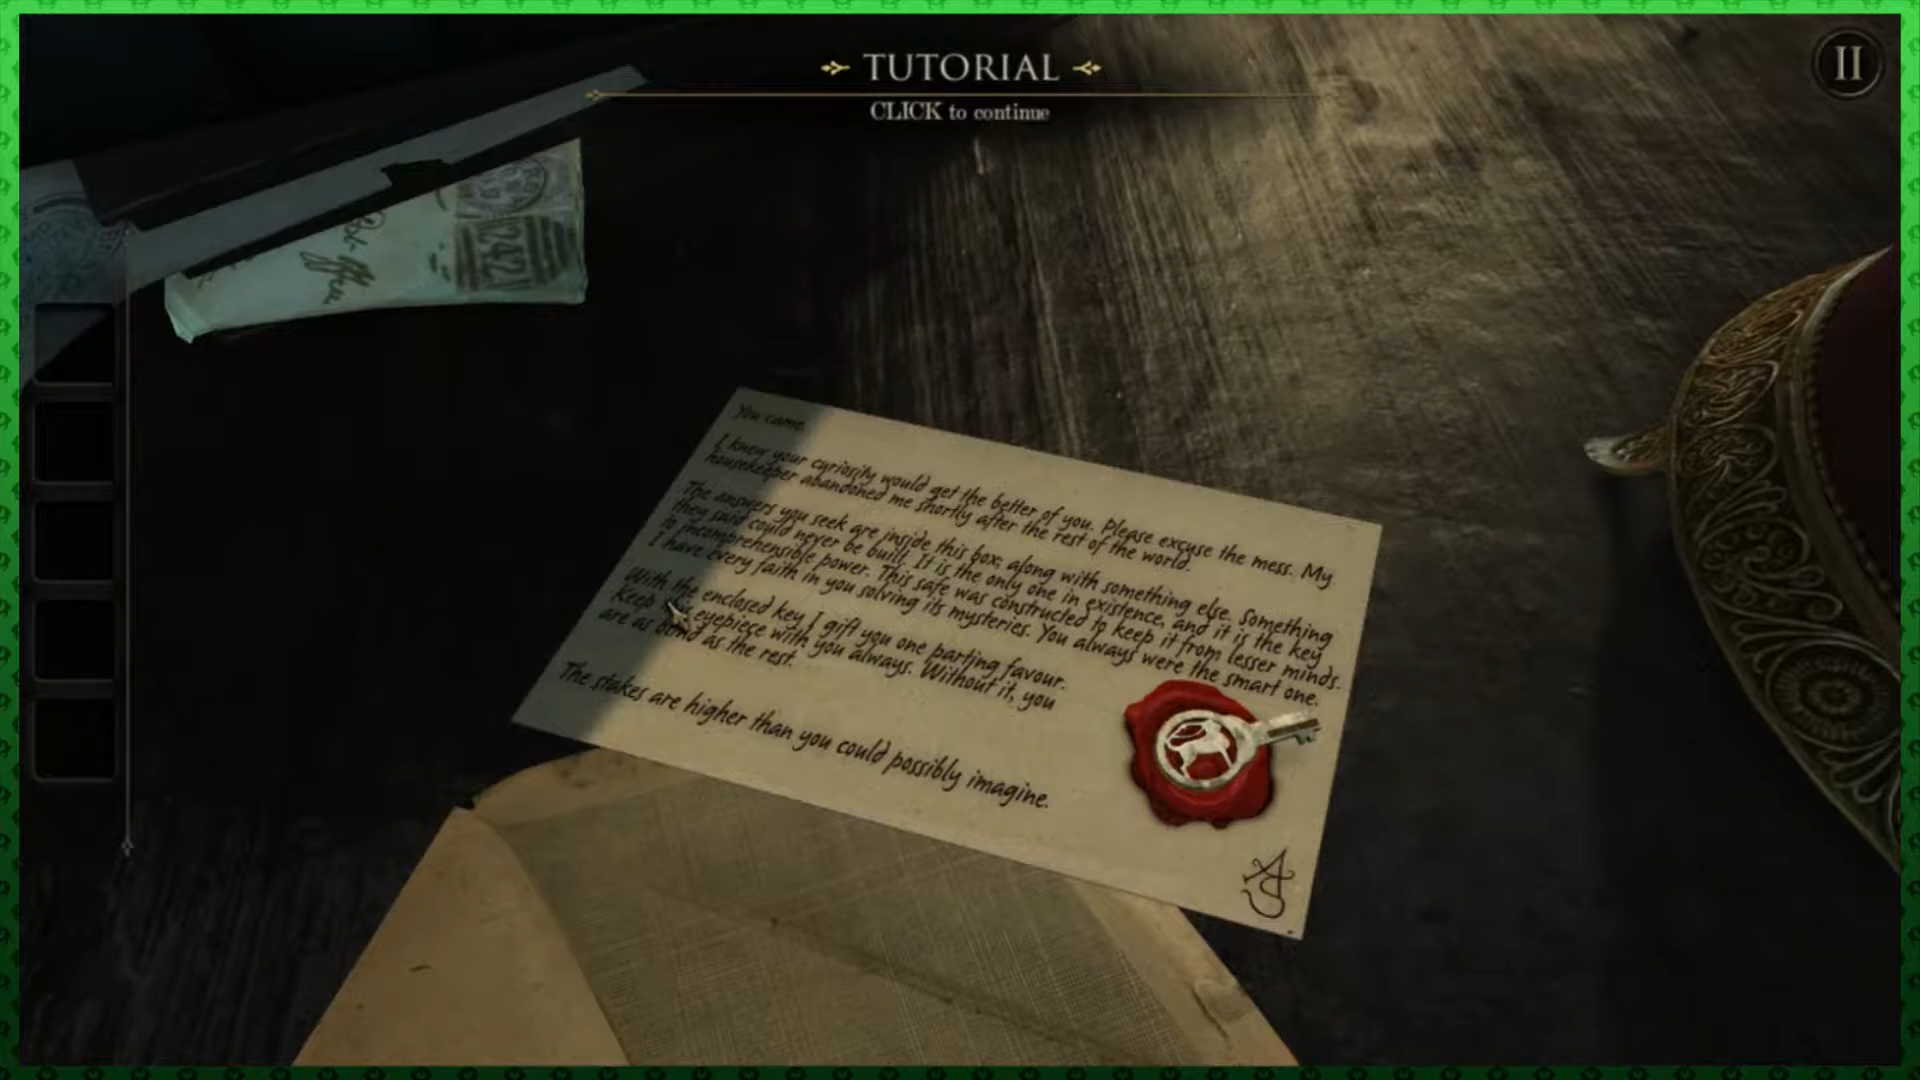 TUTORIAL
CLICK to continue
II
242
You came.
I knew your curiosity would get the better of you. Please excuse the mess. My
housekeeper abandoned me shortly after the rest of the world.
The answers you seek are inside this box, along with something else. Something
they said could never be built. It is the only one in existence, and it is the key
to incomprehensible power. This safe was constructed to keep it from lesser minds.
I have every faith in you solving its mysteries. You always were the smart one.
With the enclosed key I gift you one parting favour.
Keep eyepiece with you always. Without it, you
are as blind as the rest.
The stakes are higher than you could possibly imagine.